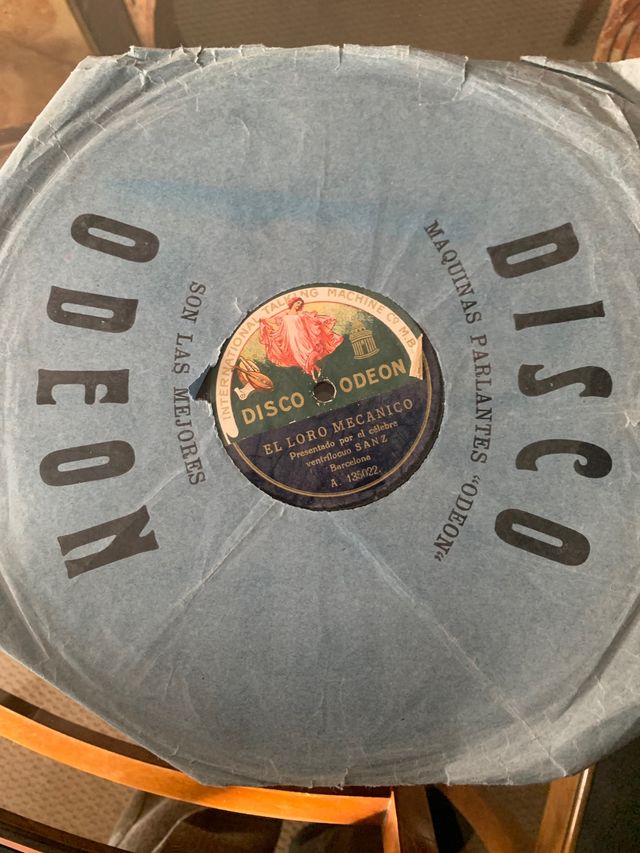 DISCO
ODEON
MAQUINAS PARLANTES "ODEON"
SON LAS MEJORES
INTERNATIONAL TALKING MACHINE Co M.B.
DISCO ODEON
EL LORO MECANICO
Presentado por el célebre
ventrílocuo SANZ
Barcelona
A. 135022.